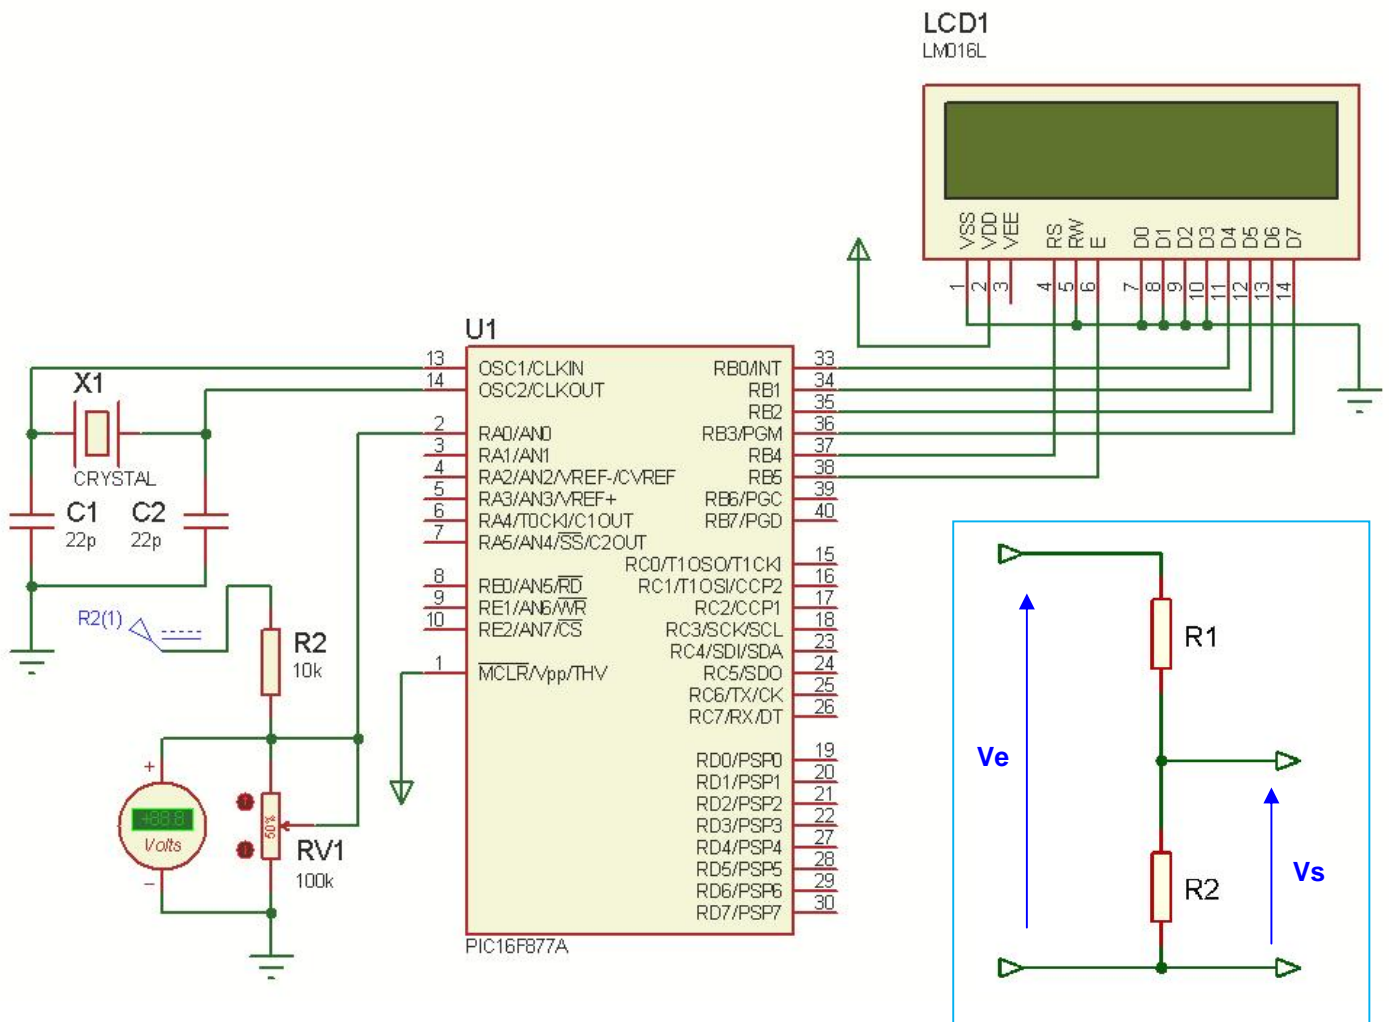 LCD1
LM016L
VSS
VDD
VEE
RS
RW
E
D0
D1
D2
D3
D4
D5
D6
D7
1
2
3
4
5
6
7
8
9
10
11
12
13
14
U1
13
14
2
3
4
5
6
7
8
9
10
1
OSC1/CLKIN
OSC2/CLKOUT
RA0/AN0
RA1/AN1
RA2/AN2/VREF-/CVREF
RA3/AN3/VREF+
RA4/T0CKI/C1OUT
RA5/AN4/SS/C2OUT
RE0/AN5/RD
RE1/AN6/WR
RE2/AN7/CS
MCLR/Vpp/THV
RB0/INT
RB1
RB2
RB3/PGM
RB4
RB5
RB6/PGC
RB7/PGD
RC0/T1OSO/T1CKI
RC1/T1OSI/CCP2
RC2/CCP1
RC3/SCK/SCL
RC4/SDI/SDA
RC5/SDO
RC6/TX/CK
RC7/RX/DT
RD0/PSP0
RD1/PSP1
RD2/PSP2
RD3/PSP3
RD4/PSP4
RD5/PSP5
RD6/PSP6
RD7/PSP7
33
34
35
36
37
38
39
40
15
16
17
18
23
24
25
26
19
20
21
22
27
28
29
30
PIC16F877A
X1
CRYSTAL
C1
22p
C2
22p
R2(1)
R2
10k
+
+88.8
Volts
−
50%
RV1
100k
R1
Ve
R2
Vs